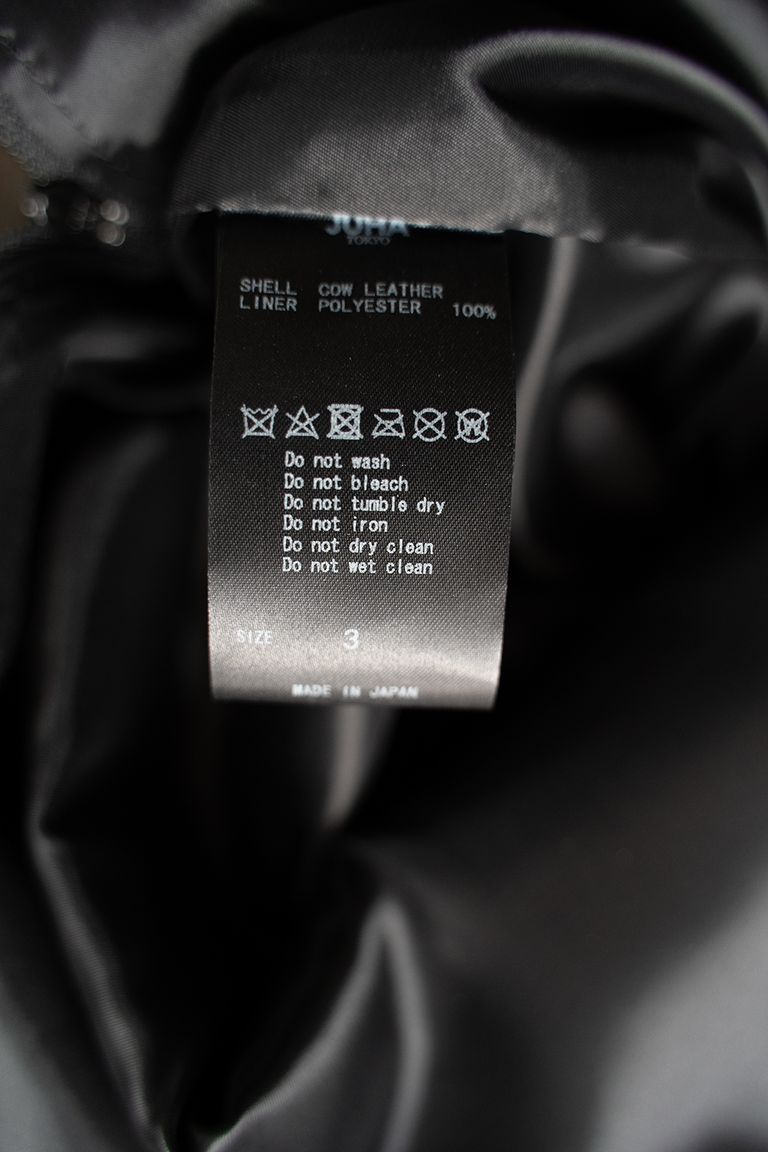 JUHA
TOKYO
SHELL COW LEATHER
LINER POLYESTER 100%
W
Do not wash
Do not bleach
Do not tumble dry
Do not iron
Do not dry clean
Do not wet clean
SIZE 3
MADE IN JAPAN